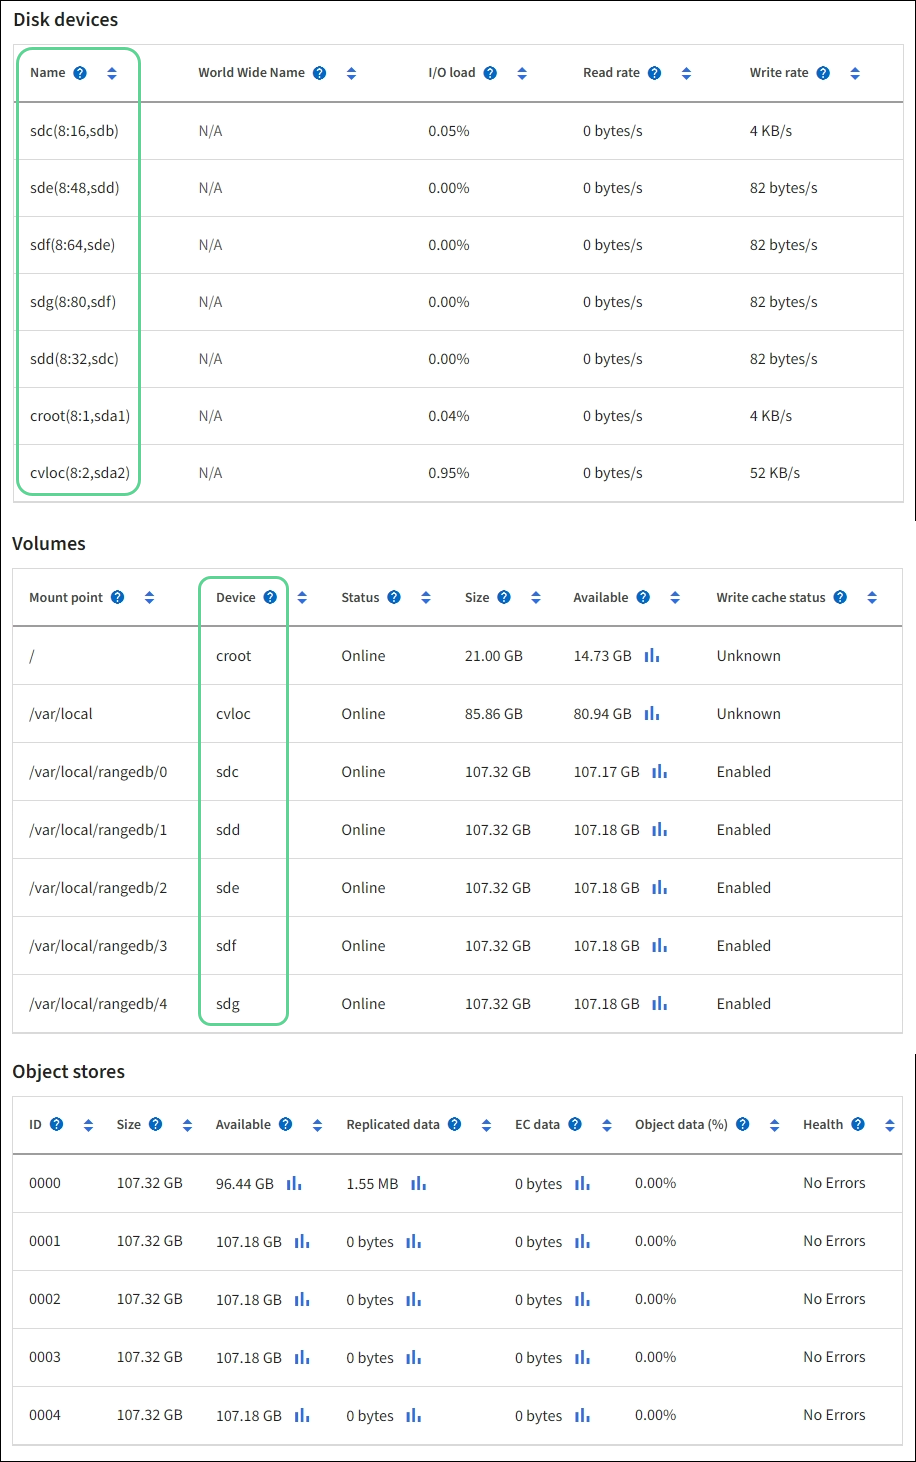 Disk devices
Name World Wide Name I/O load Read rate Write rate
sdc(8:16,sdb) N/A 0.05% 0 bytes/s 4 KB/s
sde(8:48,sdd) N/A 0.00% 0 bytes/s 82 bytes/s
sdf(8:64,sde) N/A 0.00% 0 bytes/s 82 bytes/s
sdg(8:80,sdf) N/A 0.00% 0 bytes/s 82 bytes/s
sdd(8:32,sdc) N/A 0.00% 0 bytes/s 82 bytes/s
croot(8:1,sda1) N/A 0.04% 0 bytes/s 4 KB/s
cvloc(8:2,sda2) N/A 0.95% 0 bytes/s 52 KB/s
Volumes
Mount point Device Status Size Available Write cache status
/ croot Online 21.00 GB 14.73 GB Unknown
/var/local cvloc Online 85.86 GB 80.94 GB Unknown
/var/local/rangedb/0 sdc Online 107.32 GB 107.17 GB Enabled
/var/local/rangedb/1 sdd Online 107.32 GB 107.18 GB Enabled
/var/local/rangedb/2 sde Online 107.32 GB 107.18 GB Enabled
/var/local/rangedb/3 sdf Online 107.32 GB 107.18 GB Enabled
/var/local/rangedb/4 sdg Online 107.32 GB 107.18 GB Enabled
Object stores
ID Size Available Replicated data EC data Object data (%) Health
0000 107.32 GB 96.44 GB 1.55 MB 0 bytes 0.00% No Errors
0001 107.32 GB 107.18 GB 0 bytes 0 bytes 0.00% No Errors
0002 107.32 GB 107.18 GB 0 bytes 0 bytes 0.00% No Errors
0003 107.32 GB 107.18 GB 0 bytes 0 bytes 0.00% No Errors
0004 107.32 GB 107.18 GB 0 bytes 0 bytes 0.00% No Errors